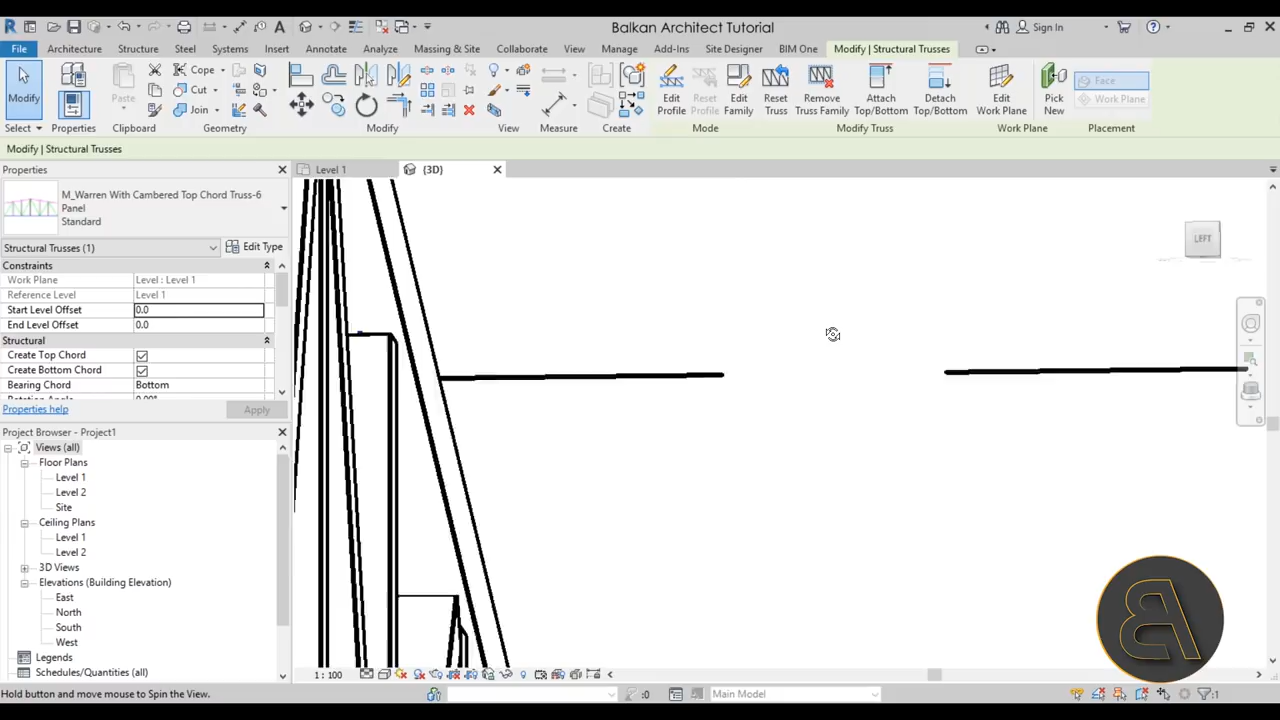 Balkan Architect Tutorial
Sign In
File Architecture Structure Steel Systems Insert Annotate Analyze Massing & Site Collaborate View Manage Add-Ins Site Designer BIM One Modify | Structural Trusses
Modify
Paste
Cope
Cut
Join
Edit Profile
Reset Profile
Edit Family
Reset Truss
Remove Truss Family
Attach Top/Bottom
Detach Top/Bottom
Edit Work Plane
Pick New
Face
Work Plane
Select Properties Clipboard Geometry Modify View Measure Create Mode Modify Truss Work Plane Placement
Modify | Structural Trusses
Properties
Level 1
(3D)
M_Warren With Cambered Top Chord Truss-6
Panel
Standard
Structural Trusses (1)
Edit Type
Constraints
Work Plane Level : Level 1
Reference Level Level 1
Start Level Offset 0.0
End Level Offset 0.0
Structural
Create Top Chord
Create Bottom Chord
Bearing Chord Bottom
Properties help
Apply
LEFT
Project Browser - Project1
Views (all)
Floor Plans
Level 1
Level 2
Site
Ceiling Plans
Level 1
Level 2
3D Views
Elevations (Building Elevation)
East
North
South
West
Legends
Schedules/Quantities (all)
1 : 100
Hold button and move mouse to Spin the View.
:0
Main Model
:1